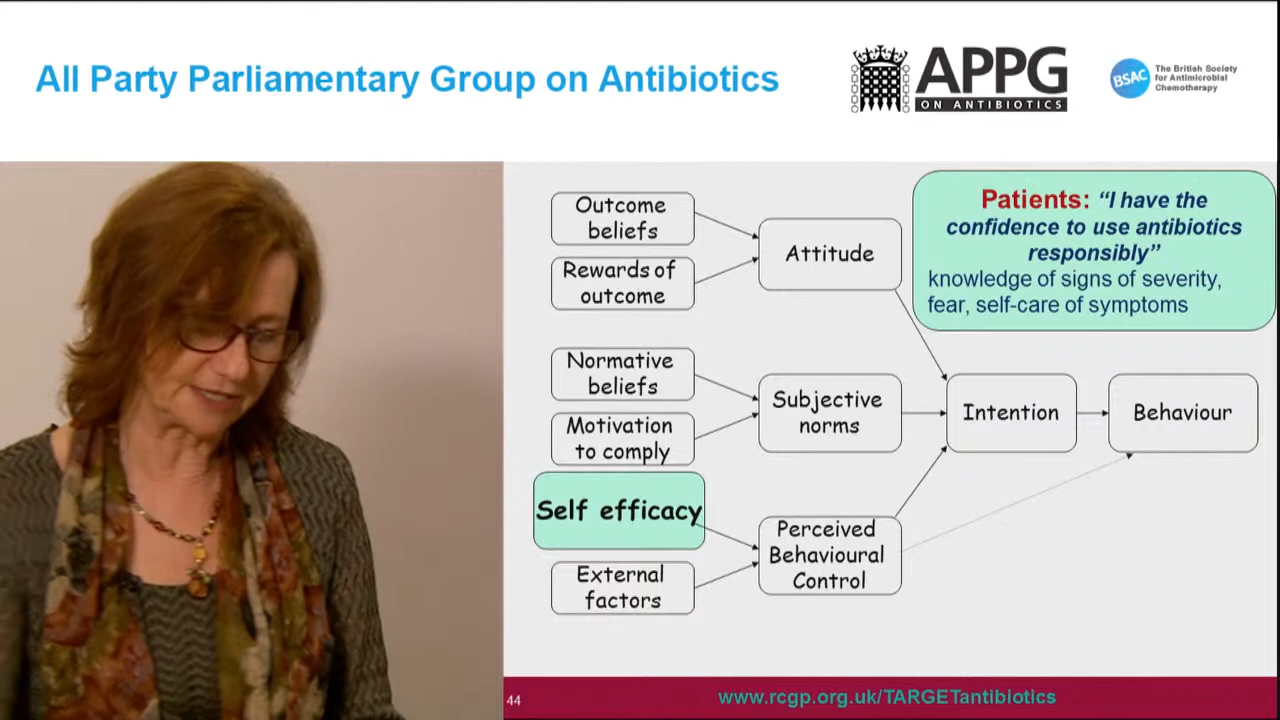 All Party Parliamentary Group on Antibiotics
APPG
ON ANTIBIOTICS
BSAC
The British Society
for Antimicrobial
Chemotherapy
Outcome
beliefs
Rewards of
outcome
Attitude
Patients: “I have the
confidence to use antibiotics
responsibly”
knowledge of signs of severity,
fear, self-care of symptoms
Normative
beliefs
Motivation
to comply
Subjective
norms
Intention
Behaviour
Self efficacy
External
factors
Perceived
Behavioural
Control
44
www.rcgp.org.uk/TARGETantibiotics